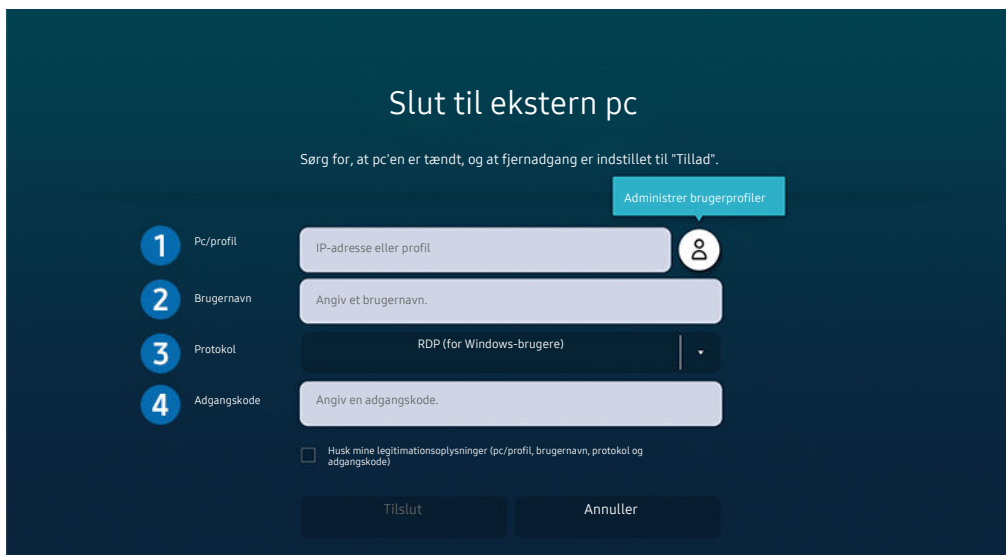 Slut til ekstern pc
Sørg for, at pc'en er tændt, og at fjernadgang er indstillet til "Tillad".
Administrer brugerprofiler
1 Pc/profil IP-adresse eller profil
2 Brugernavn Angiv et brugernavn.
3 Protokol RDP (for Windows-brugere)
4 Adgangskode Angiv en adgangskode.
Husk mine legitimationsoplysninger (pc/profil, brugernavn, protokol og
adgangskode)
Tilslut Annuller